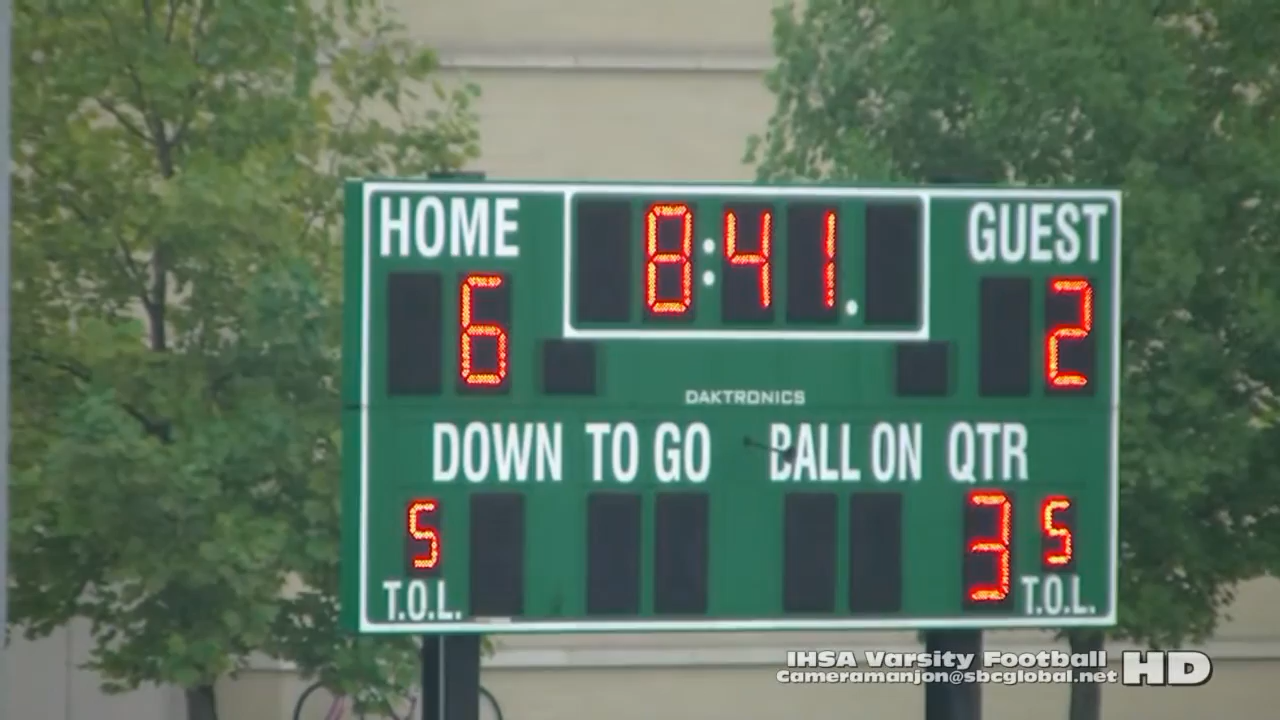 HOME 8:41. GUEST
6 2
DAKTRONICS
DOWN TO GO BALL ON QTR
5 3 5
T.O.L. T.O.L.
IHSA Varsity Football
cameramanjon@sbcglobal.net HD